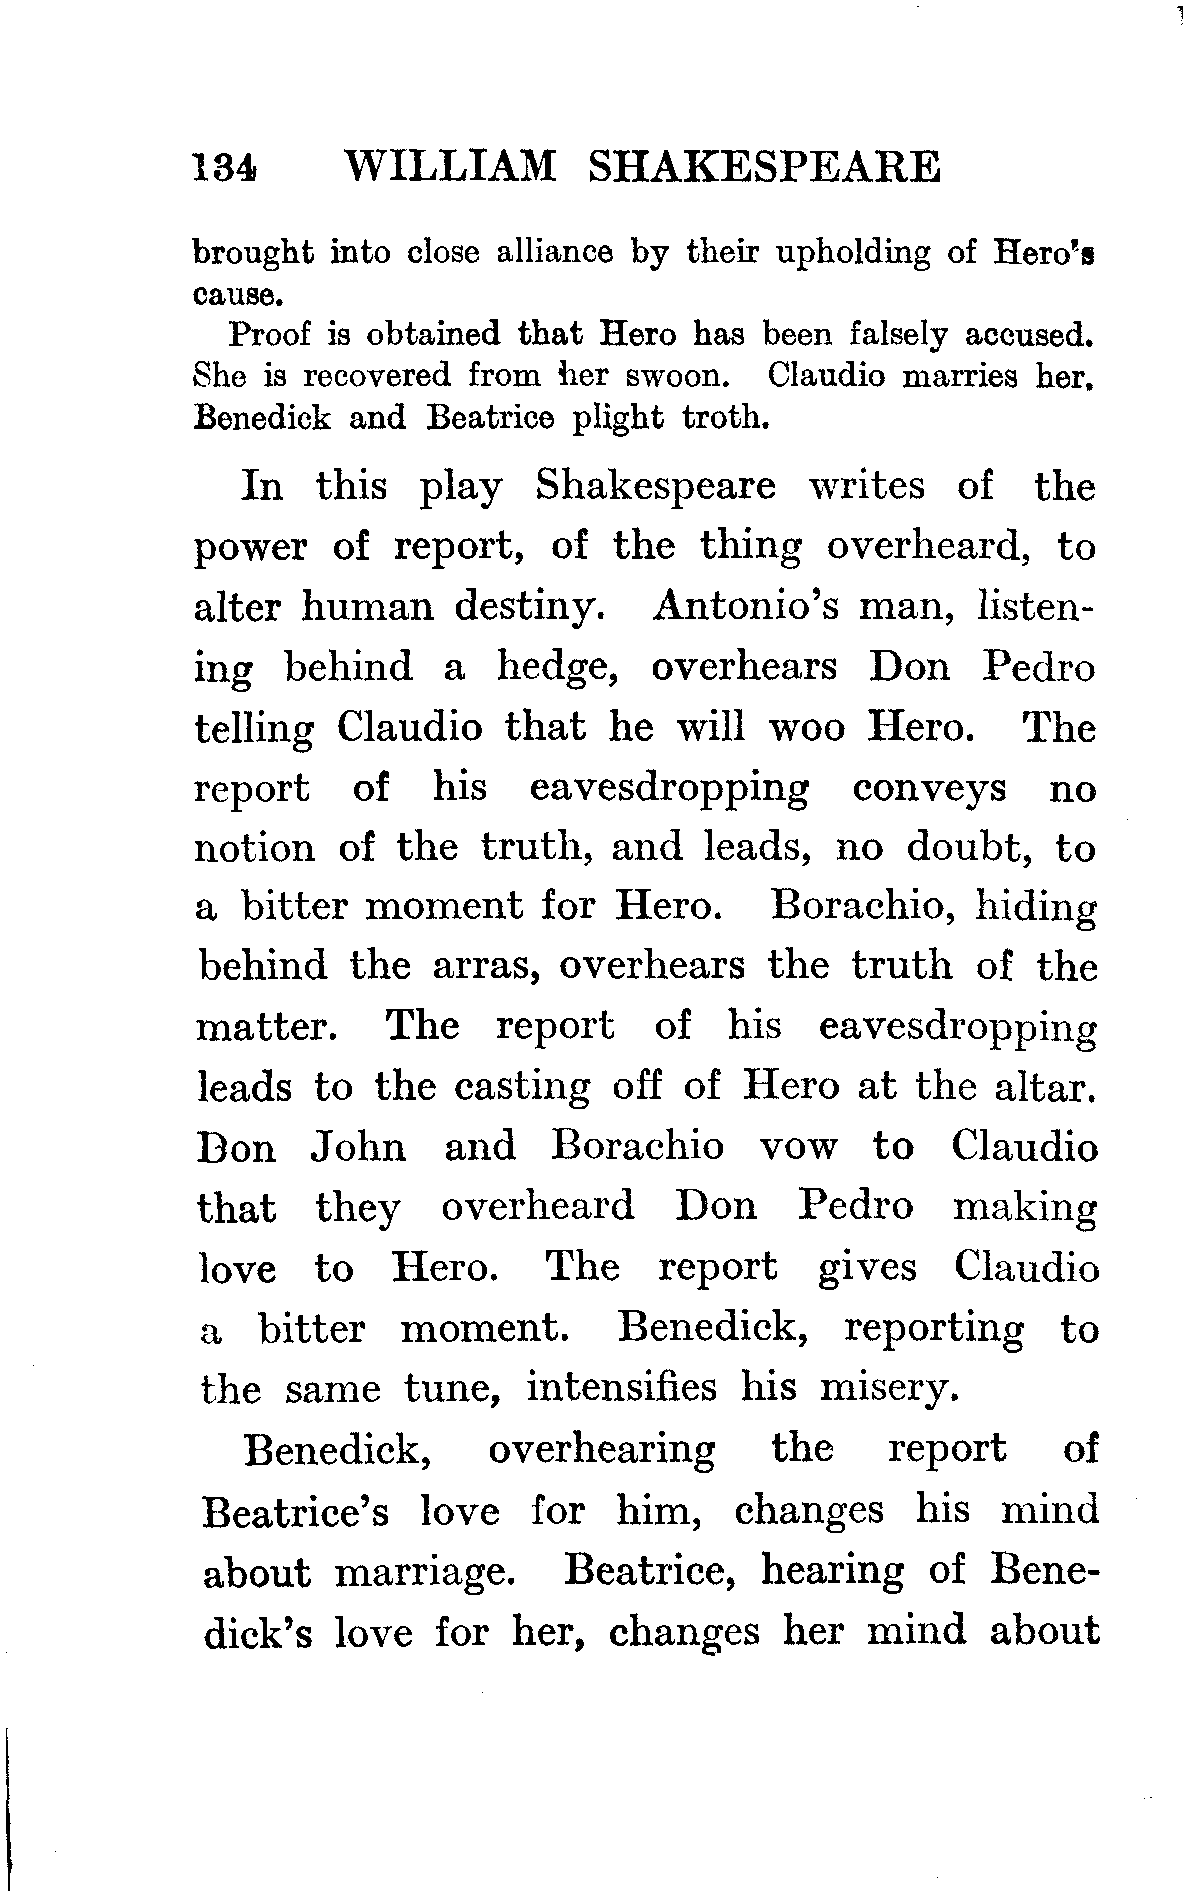 134 WILLIAM SHAKESPEARE
brought into close alliance by their upholding of Hero's
cause.
Proof is obtained that Hero has been falsely accused.
She is recovered from her swoon. Claudio marries her.
Benedick and Beatrice plight troth.
In this play Shakespeare writes of the
power of report, of the thing overheard, to
alter human destiny. Antonio's man, listen-
ing behind a hedge, overhears Don Pedro
telling Claudio that he will woo Hero. The
report of his eavesdropping conveys no
notion of the truth, and leads, no doubt, to
a bitter moment for Hero. Borachio, hiding
behind the arras, overhears the truth of the
matter. The report of his eavesdropping
leads to the casting off of Hero at the altar.
Don John and Borachio vow to Claudio
that they overheard Don Pedro making
love to Hero. The report gives Claudio
a bitter moment. Benedick, reporting to
the same tune, intensifies his misery.
Benedick, overhearing the report of
Beatrice's love for him, changes his mind
about marriage. Beatrice, hearing of Bene-
dick's love for her, changes her mind about